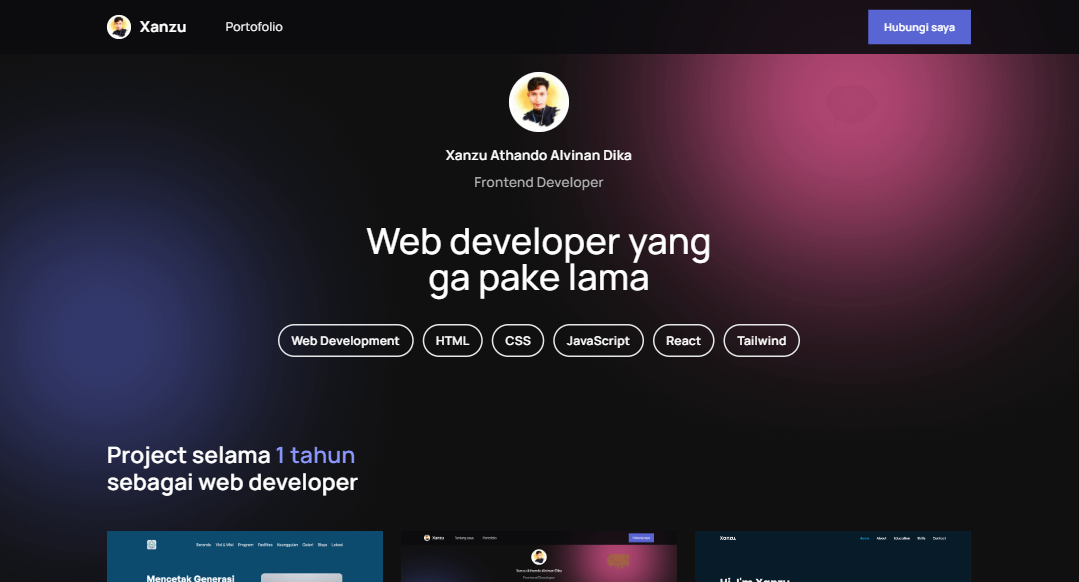 Xanzu
Portofolio
Hubungi saya
Xanzu Athando Alvinan Dika
Frontend Developer
Web developer yang
ga pake lama
Web Development
HTML
CSS
JavaScript
React
Tailwind
Project selama 1 tahun
sebagai web developer
Beranda Visi & Misi Program Fasilitas Keunggulan Galeri Biaya Lokasi
Mencetak Generasi
Xanzu Tentang saya Portofolio Hubungi saya
Xanzu Athando Alvinan Dika
Frontend Developer
Xanzu.
Home About Education Skills Contact
Hi, I'm Xanzu